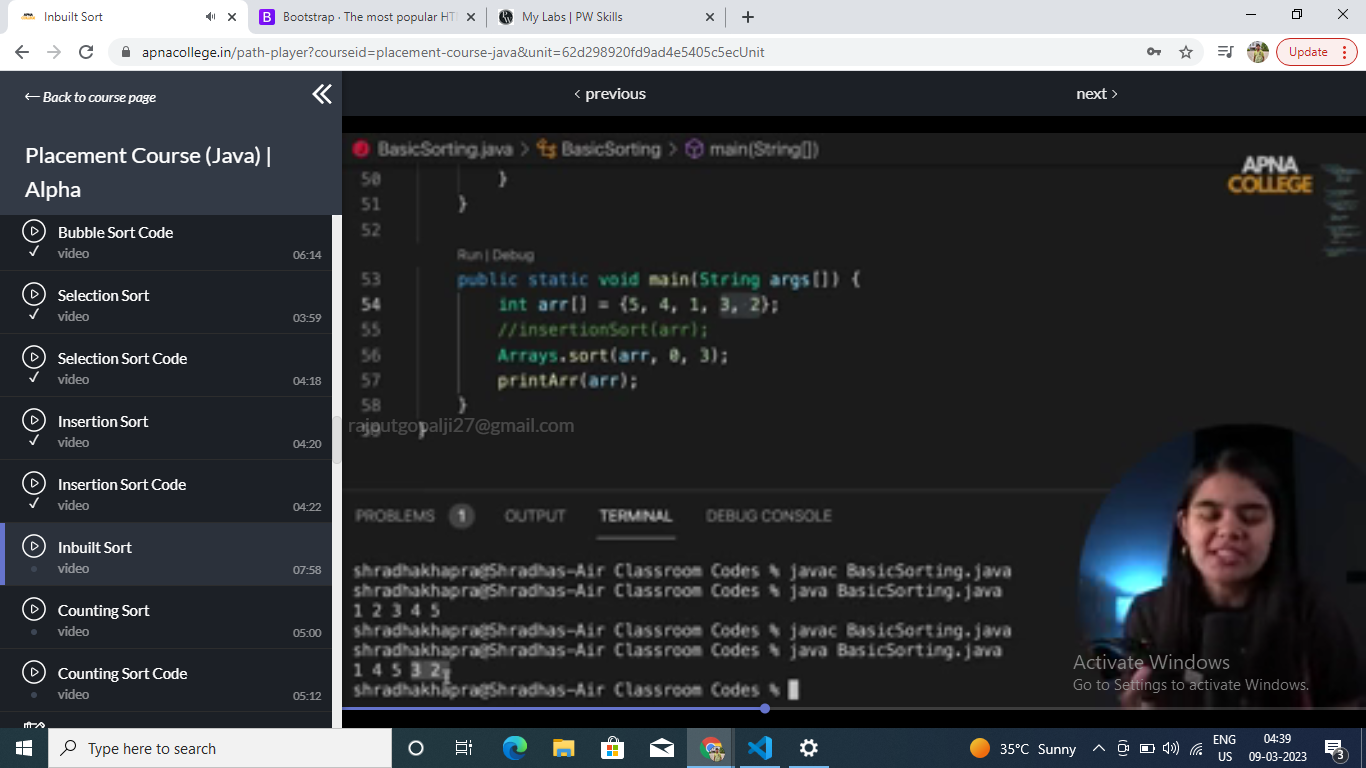 Inbuilt Sort
Bootstrap · The most popular HT
My Labs | PW Skills
apnacollege.in/path-player?courseid=placement-course-java&unit=62d298920fd9ad4e5405c5ecUnit
Update
Back to course page
Placement Course (Java) |
Alpha
Bubble Sort Code
video 06:14
Selection Sort
video 03:59
Selection Sort Code
video 04:18
Insertion Sort
video 04:20
Insertion Sort Code
video 04:22
Inbuilt Sort
video 07:58
Counting Sort
video 05:00
Counting Sort Code
video 05:12
< previous
next >
BasicSorting.java > BasicSorting > main(String[])
APNA
COLLEGE
50 }
51 }
52
Run | Debug
53 public static void main(String args[]) {
54 int arr[] = {5, 4, 1, 3, 2};
55 //insertionSort(arr);
56 Arrays.sort(arr, 0, 3);
57 printArr(arr);
58 }
59 }
rajputgopalji27@gmail.com
PROBLEMS 1 OUTPUT TERMINAL DEBUG CONSOLE
shradhakhapra@Shradhas-Air Classroom Codes % javac BasicSorting.java
shradhakhapra@Shradhas-Air Classroom Codes % java BasicSorting.java
1 2 3 4 5
shradhakhapra@Shradhas-Air Classroom Codes % javac BasicSorting.java
shradhakhapra@Shradhas-Air Classroom Codes % java BasicSorting.java
1 4 5 3 2
shradhakhapra@Shradhas-Air Classroom Codes %
Activate Windows
Go to Settings to activate Windows.
Type here to search
35°C Sunny
ENG
US
04:39
09-03-2023
3